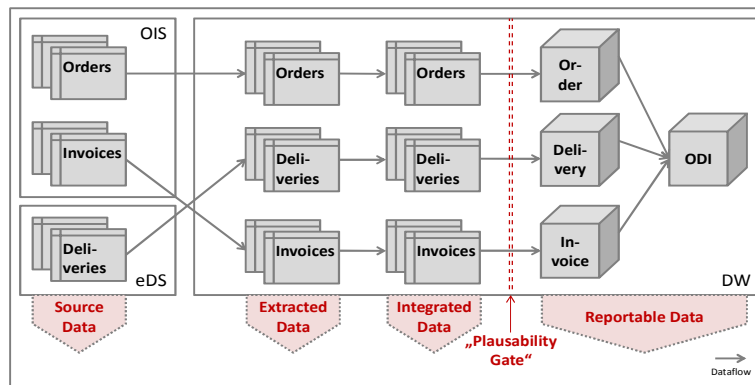 OIS
Orders
Orders
Orders
Or-
der
Invoices
Deli-
veries
Deli-
veries
Deli-
very
ODI
Deli-
veries
Invoices
Invoices
In-
voice
eDS
DW
Source
Data
Extracted
Data
Integrated
Data
„Plausability
Gate“
Reportable Data
Dataflow